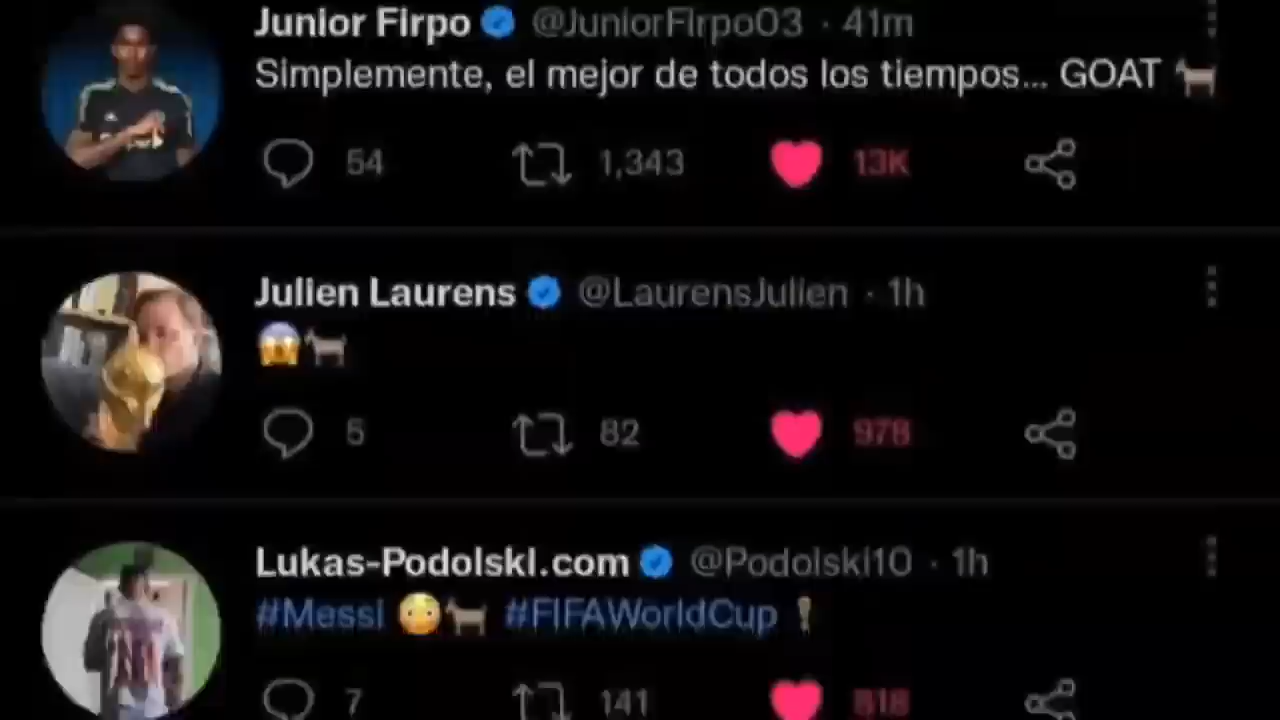 Junior Firpo @JuniorFirpo03 · 41m
Simplemente, el mejor de todos los tiempos... GOAT 🐐
54 1,343 13K
Julien Laurens @LaurensJulien · 1h
😱🐐
5 82 978
Lukas-Podolski.com @Podolski10 · 1h
#Messi 😳🐐 #FIFAWorldCup
7 141 818